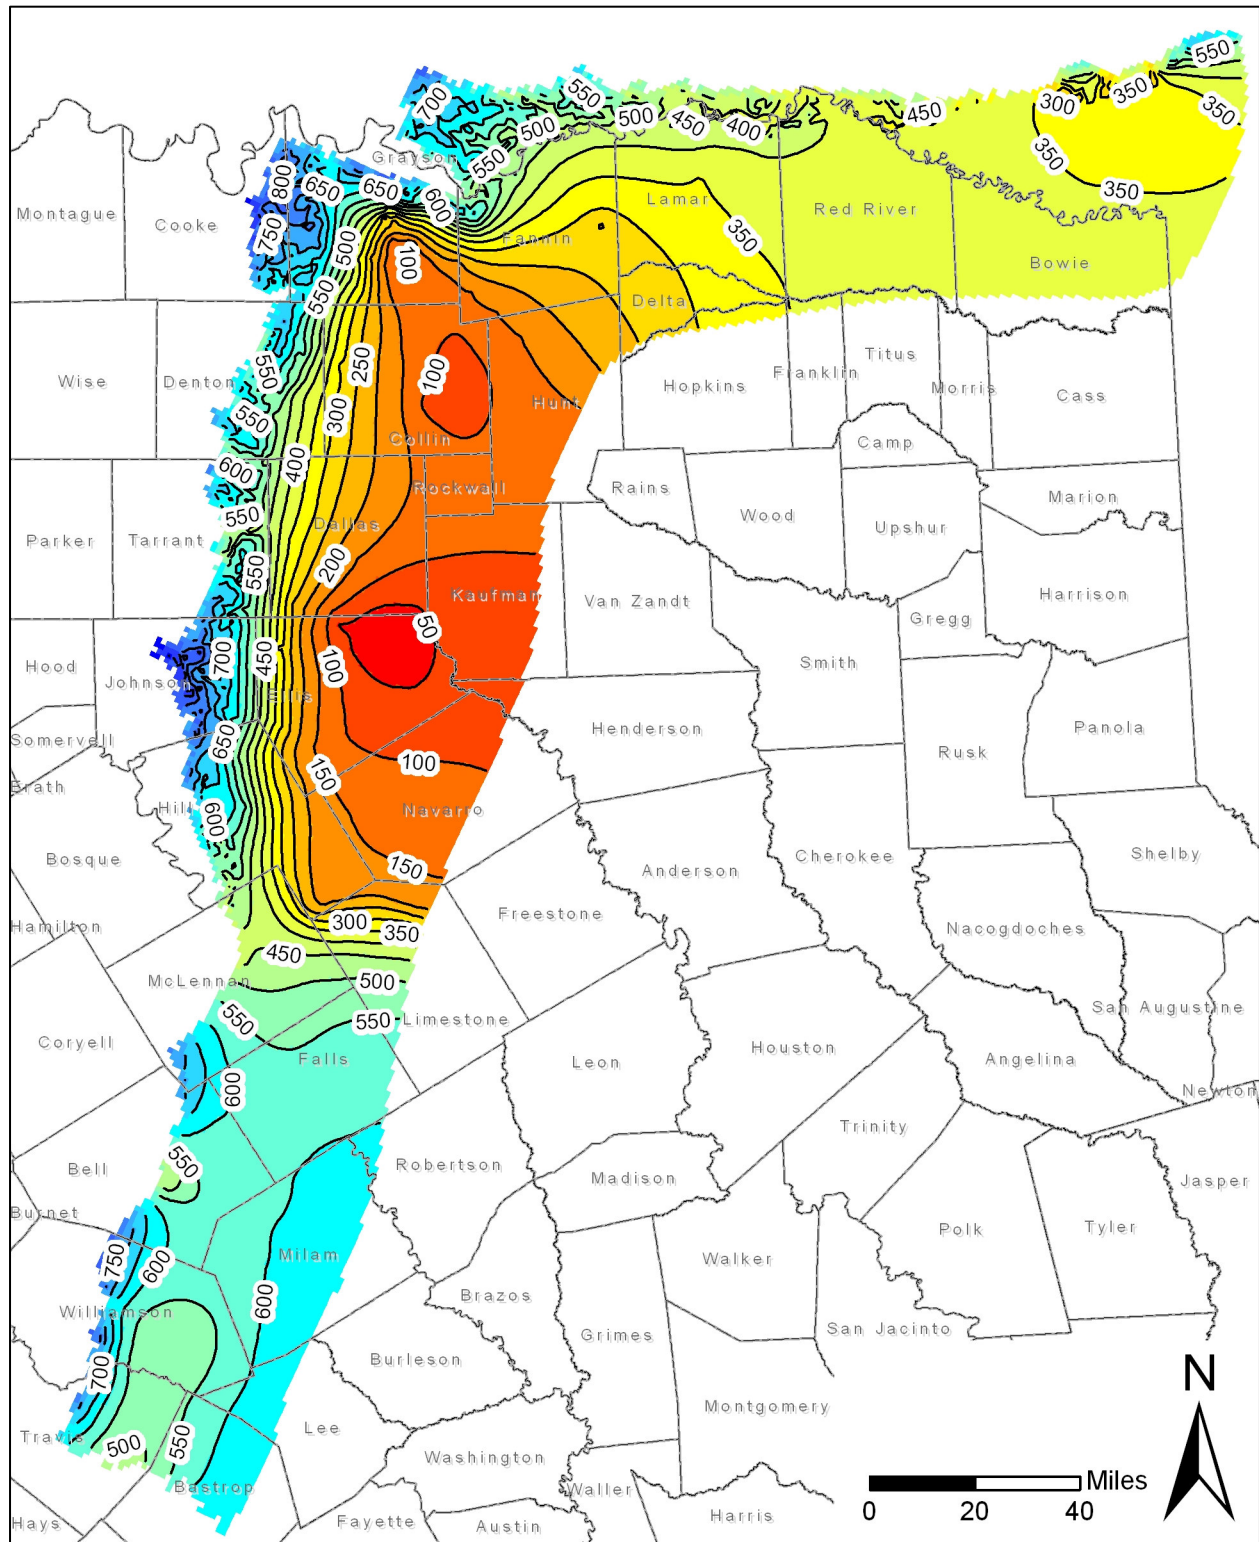 550
700
550
300
350
350
500
500
450
450
400
Grayson
550
350
800
650
650
600
350
Montague
Cooke
Lamar
Red River
750
500
350
Fannin
100
Bowie
550
Delta
Wise
Denton
550
250
100
Hopkins
Franklin
Titus
Morris
Cass
300
Hunt
550
Collin
Camp
400
600
Rockwall
Rains
Marion
550
Dallas
Wood
Upshur
Parker
Tarrant
550
200
Kaufman
Van Zandt
Harrison
50
Gregg
Hood
700
450
100
Smith
Johnson
Ellis
Henderson
Panola
Somervell
650
Rusk
100
Erath
150
Hill
600
Navarro
Bosque
150
Anderson
Cherokee
Shelby
Hamilton
300
350
Freestone
Nacogdoches
450
McLennan
500
San Augustine
550
550
Limestone
Coryell
Falls
Leon
Houston
Angelina
600
Newton
Trinity
Bell
550
Robertson
Madison
Jasper
Burnet
Polk
Tyler
750
600
Milam
Walker
600
Brazos
Williamson
Grimes
San Jacinto
700
Burleson
Montgomery
Travis
500
550
Lee
Washington
Bastrop
Waller
Hays
Fayette
Austin
Harris
N
Miles
0
20
40